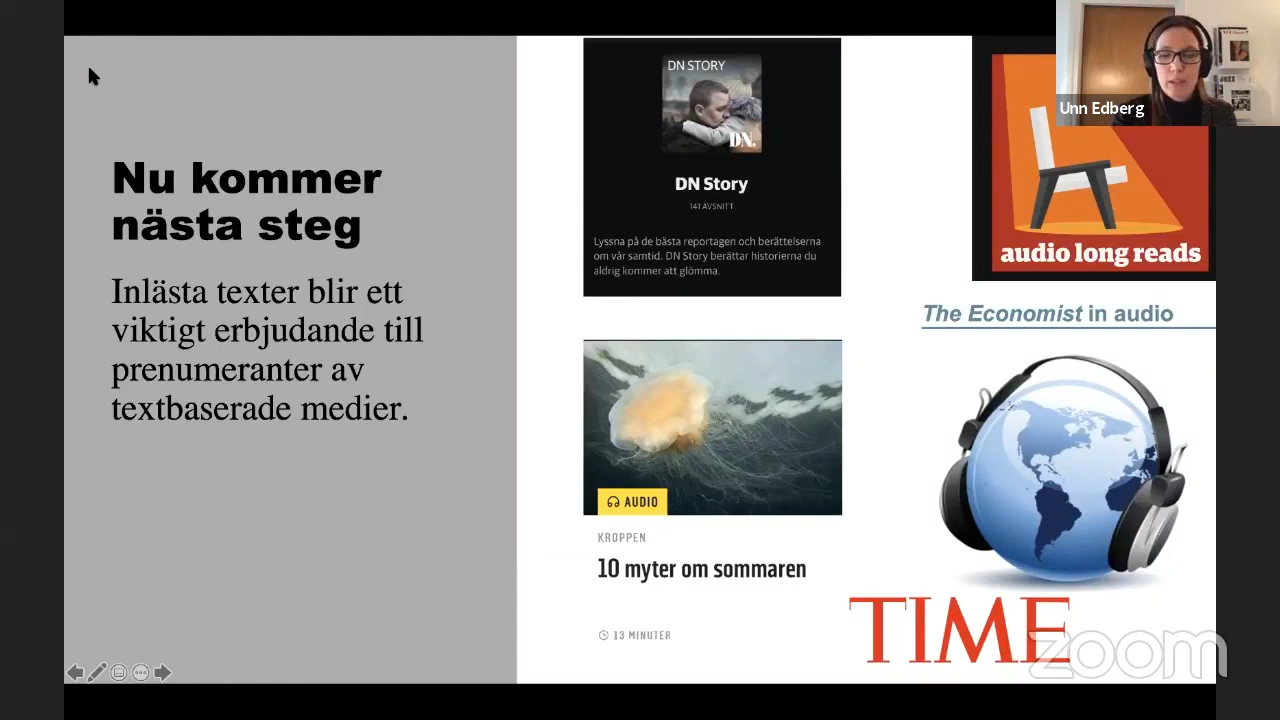 Nu kommer
nästa steg
Inlästa texter blir ett
viktigt erbjudande till
prenumeranter av
textbaserade medier.
DN STORY
DN.
DN Story
141 AVSNITT
Lyssna på de bästa reportagen och berättelserna
om vår samtid. DN Story berättar historierna du
aldrig kommer att glömma.
AUDIO
KROPPEN
10 myter om sommaren
13 MINUTER
Unn Edberg
audio long reads
The Economist in audio
TIME
zoom